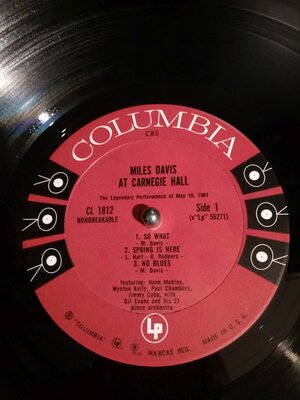 COLUMBIA
CBS
MILES DAVIS
AT CARNEGIE HALL
The Legendary Performance of May 19, 1961
CL 1812
NONBREAKABLE
Side 1
(x"Lp" 56271)
1. SO WHAT
- M. Davis -
2. SPRING IS HERE
- L. Hart - R. Rodgers -
3. NO BLUES
- M. Davis -
featuring: Hank Mobley,
Wynton Kelly, Paul Chambers,
Jimmy Cobb, with
Gil Evans and his 21
piece orchestra
Lp
® "COLUMBIA" MARCAS REG. MADE IN U.S.A.